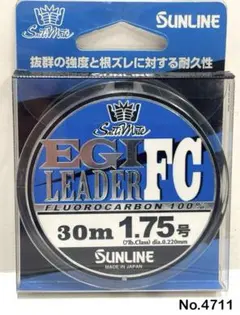 SUNLINE
抜群の強度と根ズレに対する耐久性
SaltiMate
EGI
LEADER FC
FLUOROCARBON 100%
30m 1.75号
(7lb.Class) dia.0.220mm
SUNLINE
MADE IN JAPAN
No.4711